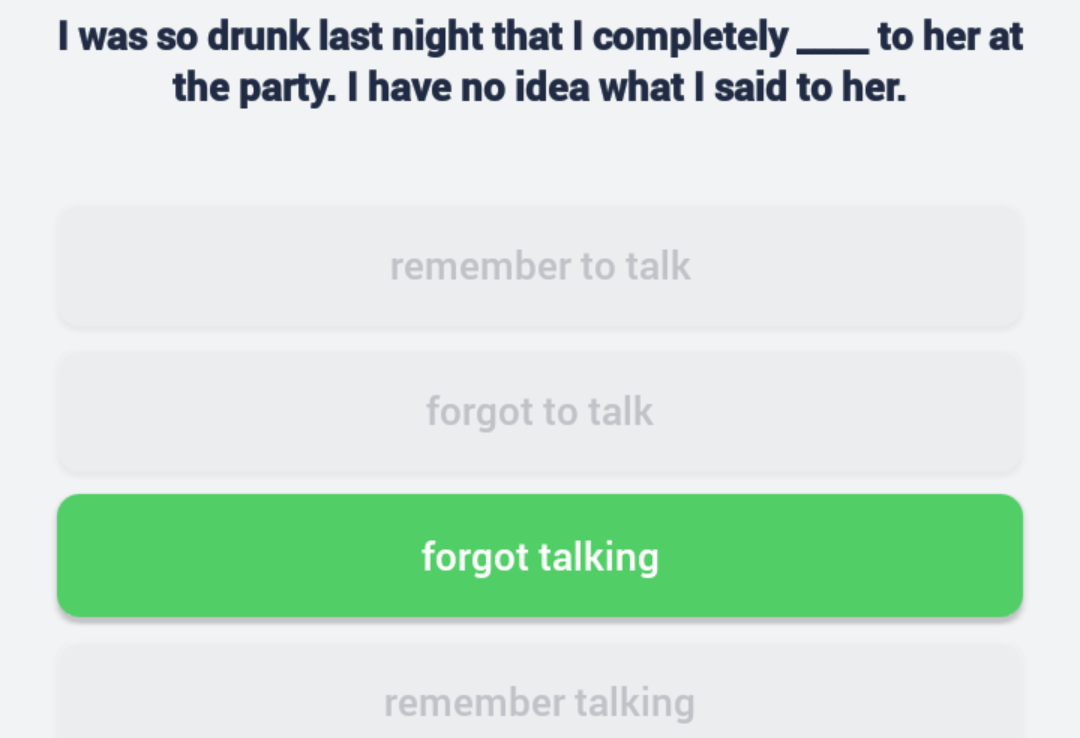 I was so drunk last night that I completely ____ to her at
the party. I have no idea what I said to her.
remember to talk
forgot to talk
forgot talking
remember talking